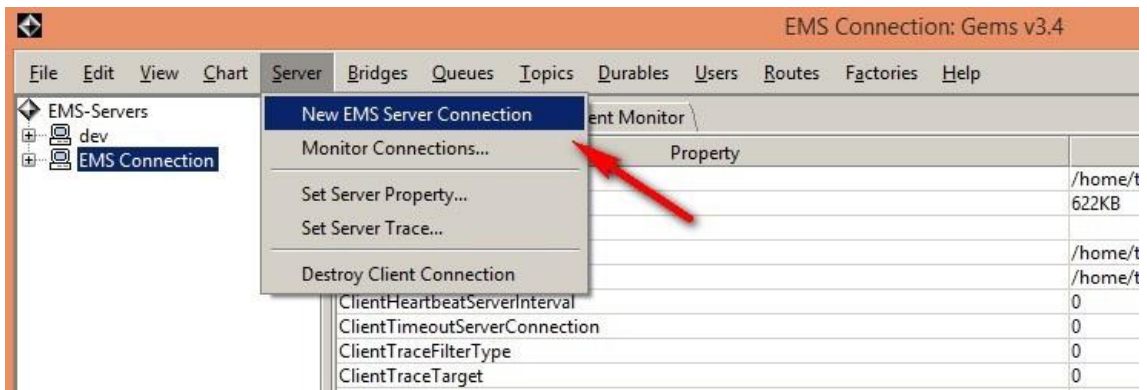 EMS Connection: Gems v3.4
File Edit View Chart Server Bridges Queues Topics Durables Users Routes Factories Help
EMS-Servers
dev
EMS Connection
New EMS Server Connection
Monitor Connections...
Set Server Property...
Set Server Trace...
Destroy Client Connection
ent Monitor
Property
/home/t
622KB
/home/t
/home/t
ClientHeartbeatServerInterval 0
ClientTimeoutServerConnection 0
ClientTraceFilterType 0
ClientTraceTarget 0